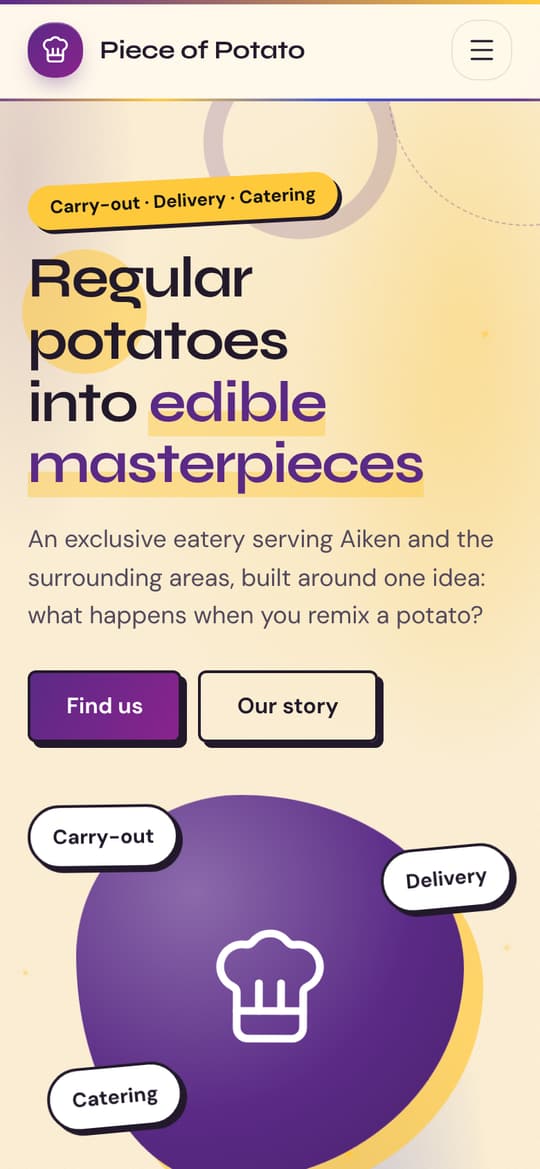 Piece of Potato
Carry-out · Delivery · Catering
Regular
potatoes
into edible
masterpieces
An exclusive eatery serving Aiken and the
surrounding areas, built around one idea:
what happens when you remix a potato?
Find us
Our story
Carry-out
Delivery
Catering